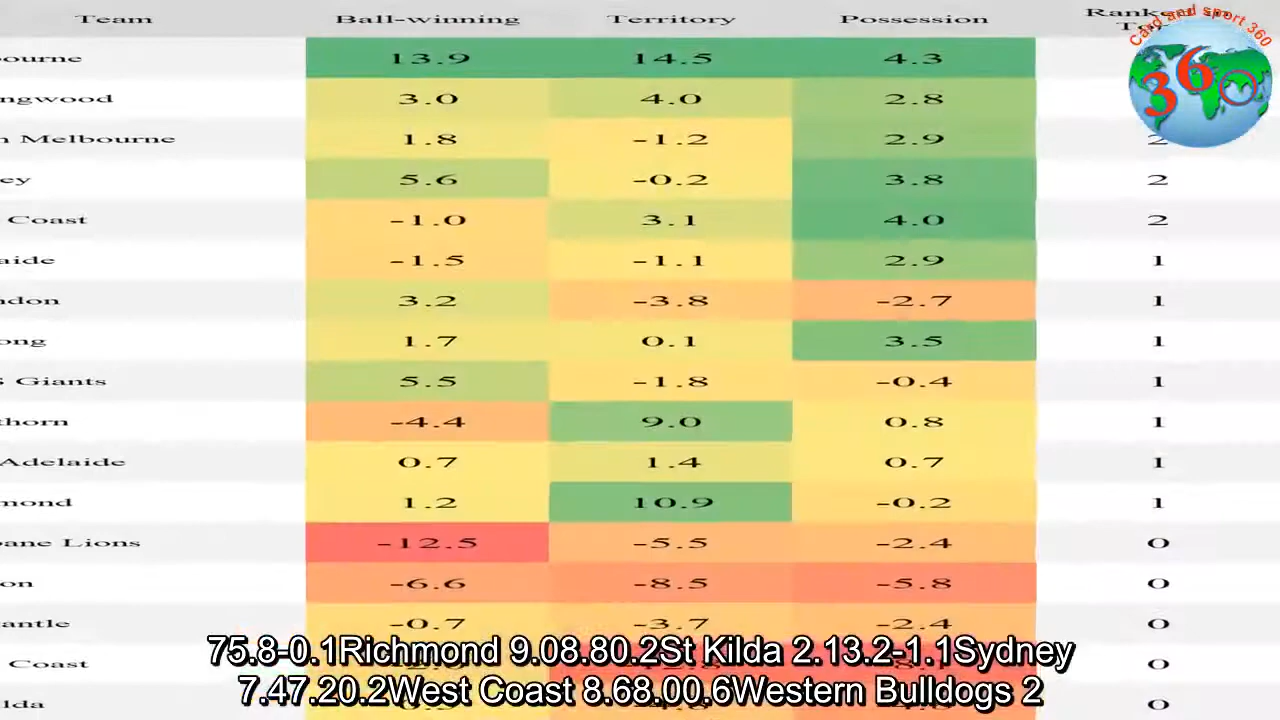 Team Ball-winning Territory Possession
Card and sport 360
360
ourne 13.9 14.5 4.3
ngwood 3.0 4.0 2.8
n Melbourne 1.8 -1.2 2.9 2
ey 5.6 -0.2 3.8 2
Coast -1.0 3.1 4.0 2
aide -1.5 -1.1 2.9 1
ndon 3.2 -3.8 -2.7 1
ong 1.7 0.1 3.5 1
S Giants 5.5 -1.8 -0.4 1
thorn -4.4 9.0 0.8 1
Adelaide 0.7 1.4 0.7 1
mond 1.2 10.9 -0.2 1
ane Lions -12.5 -5.5 -2.4 0
on -6.6 -8.5 -5.8 0
antle -0.7 -3.7 -2.4 0
Coast 0
lda 0
75.8-0.1Richmond 9.08.80.2St Kilda 2.13.2-1.1Sydney
7.47.20.2West Coast 8.68.00.6Western Bulldogs 2